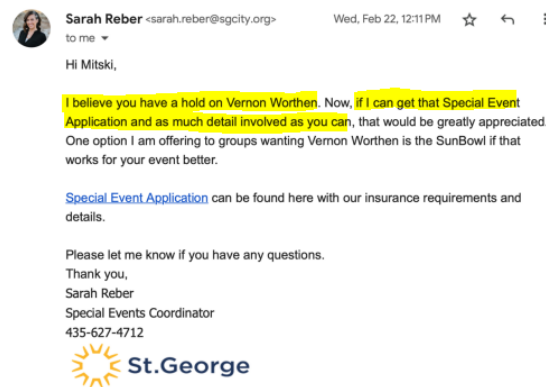 Sarah Reber <sarah.reber@sgcity.org> Wed, Feb 22, 12:11 PM
to me
Hi Mitski,
I believe you have a hold on Vernon Worthen. Now, if I can get that Special Event
Application and as much detail involved as you can, that would be greatly appreciated.
One option I am offering to groups wanting Vernon Worthen is the SunBowl if that
works for your event better.
Special Event Application can be found here with our insurance requirements and
details.
Please let me know if you have any questions.
Thank you,
Sarah Reber
Special Events Coordinator
435-627-4712
St.George